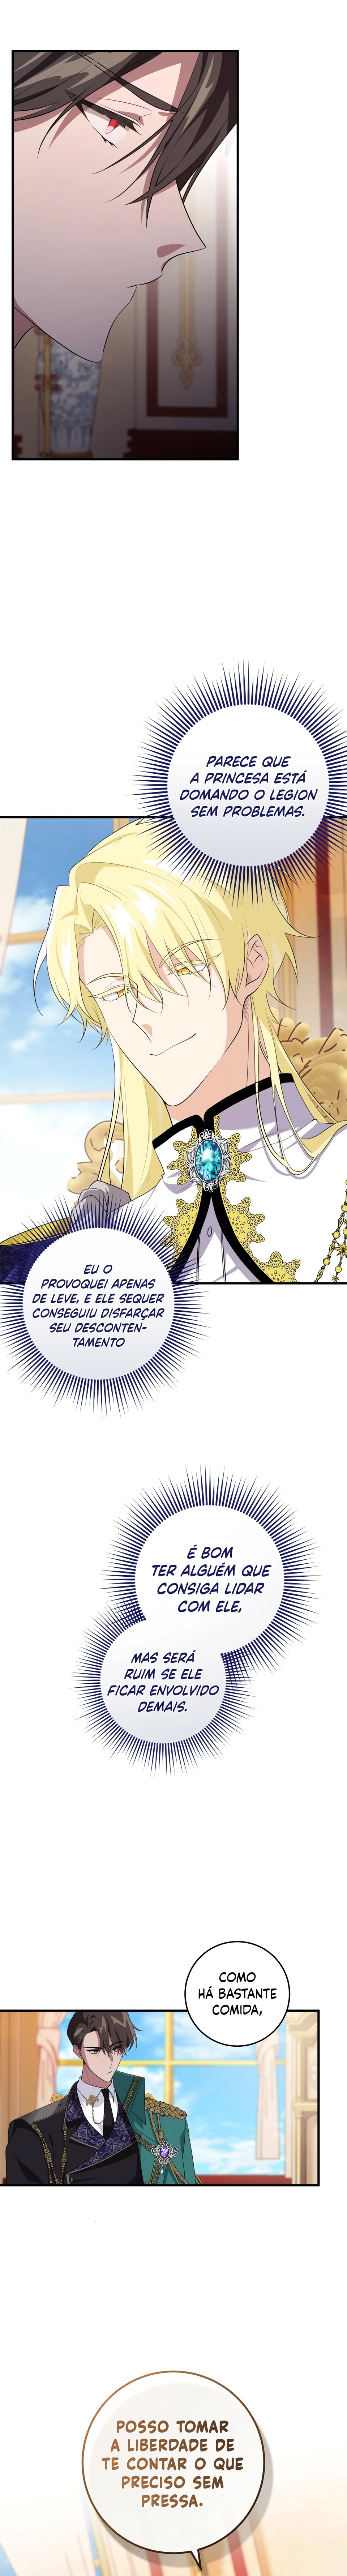 PARECE QUE
A PRINCESA ESTÁ
DOMANDO O LEGION
SEM PROBLEMAS.
EU O
PROVOQUEI APENAS
DE LEVE, E ELE SEQUER
CONSEGUIU DISFARÇAR
SEU DESCONTEN-
TAMENTO
É BOM
TER ALGUÉM QUE
CONSIGA LIDAR
COM ELE,
MAS SERÁ
RUIM SE ELE
FICAR ENVOLVIDO
DEMAIS.
COMO
HÁ BASTANTE
COMIDA,
POSSO TOMAR
A LIBERDADE DE
TE CONTAR O QUE
PRECISO SEM
PRESSA.